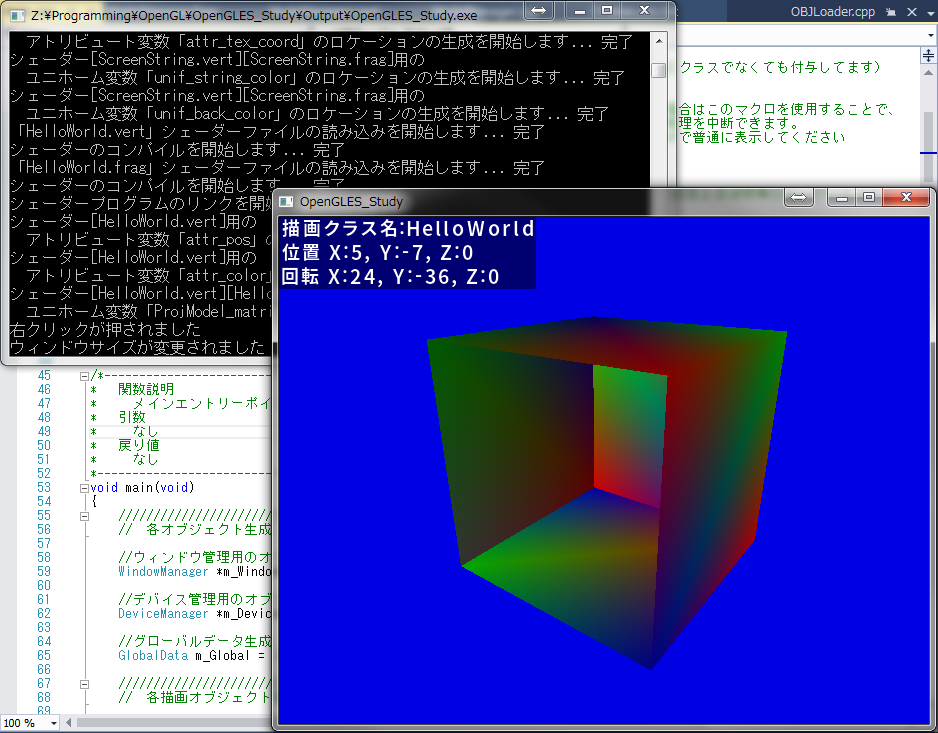 Z:¥Programming¥OpenGL¥OpenGLES_Study¥Output¥OpenGLES_Study.exe
アトリビュート変数「attr_tex_coord」のロケーションの生成を開始します... 完了
シェーダー[ScreenString.vert][ScreenString.frag]用の
ユニホーム変数「unif_string_color」のロケーションの生成を開始します... 完了
シェーダー[ScreenString.vert][ScreenString.frag]用の
ユニホーム変数「unif_back_color」のロケーションの生成を開始します... 完了
「HelloWorld.vert」シェーダーファイルの読み込みを開始します... 完了
シェーダーのコンパイルを開始します... 完了
「HelloWorld.frag」シェーダーファイルの読み込みを開始します... 完了
シェーダーのコンパイルを開始します... 完了
シェーダープログラムのリンクを開始
シェーダー[HelloWorld.vert]用の
アトリビュート変数「attr_pos」の
シェーダー[HelloWorld.vert]用の
アトリビュート変数「attr_color」
シェーダー[HelloWorld.vert][Hello
ユニホーム変数「ProjModel_matri
右クリックが押されました
ウィンドウサイズが変更されました
OBJLoader.cpp
クラスでなくても付与してます)
合はこのマクロを使用することで、
理を中断できます。
で普通に表示してください
OpenGLES_Study
描画クラス名:HelloWorld
位置 X:5, Y:-7, Z:0
回転 X:24, Y:-36, Z:0
45 /*-----------------------
46 * 関数説明
47 * メインエントリーポイ
48 * 引数
49 * なし
50 * 戻り値
51 * なし
52 *-----------------------
53 void main(void)
54 {
55 //////////////////////
56 // 各オブジェクト生成
57
58 //ウィンドウ管理用のオ
59 WindowManager *m_Windo
60
61 //デバイス管理用のオブ
62 DeviceManager *m_Devic
63
64 //グローバルデータ生成
65 GlobalData m_Global =
66
67 //////////////////////
68 // 各描画オブジェクト
69
100 %